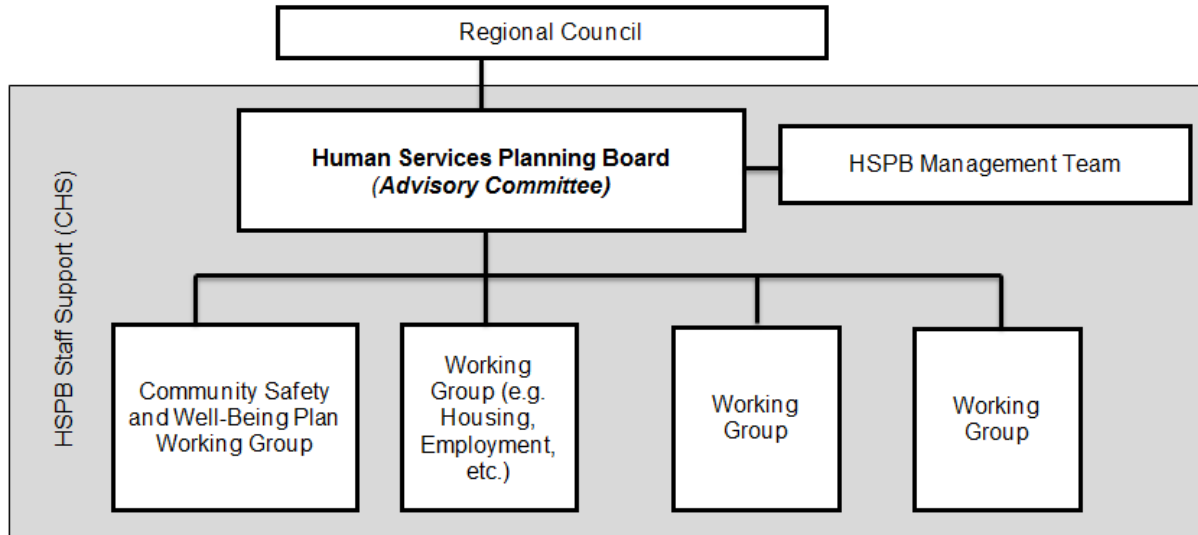 Regional Council
HSPB Staff Support (CHS)
Human Services Planning Board
(Advisory Committee)
HSPB Management Team
Community Safety
and Well-Being Plan
Working Group
Working
Group (e.g.
Housing,
Employment,
etc.)
Working
Group
Working
Group